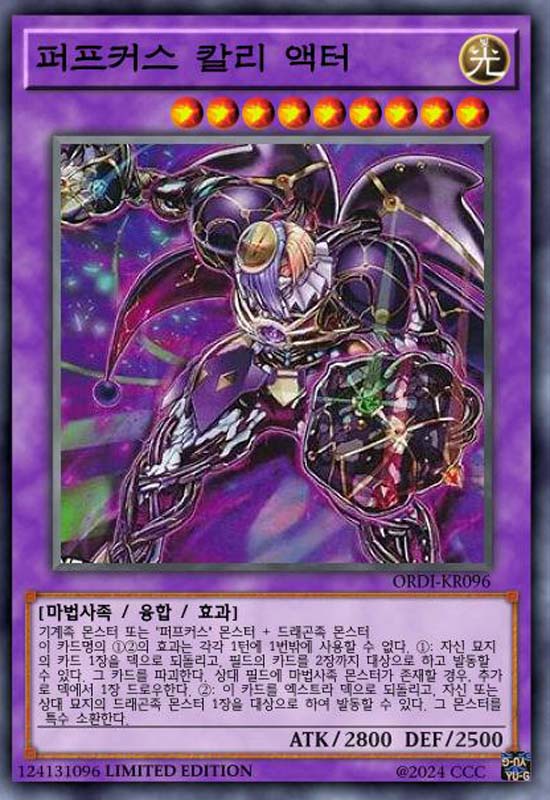 퍼프커스 칼리 액터
빛
光
ORDI-KR096
[마법사족 / 융합 / 효과]
기계족 몬스터 또는 "퍼프커스" 몬스터 + 드래곤족 몬스터
이 카드명의 ①②의 효과는 각각 1턴에 1번밖에 사용할 수 없다. ①: 자신 묘지
의 카드 1장을 덱으로 되돌리고, 필드의 카드를 2장까지 대상으로 하고 발동할
수 있다. 그 카드를 파괴한다. 상대 필드에 마법사족 몬스터가 존재할 경우, 추가
로 덱에서 1장 드로우한다. ②: 이 카드를 엑스트라 덱으로 되돌리고, 자신 또는
상대 묘지의 드래곤족 몬스터 1장을 대상으로 하여 발동할 수 있다. 그 몬스터를
특수 소환한다.
ATK/2800 DEF/2500
124131096 LIMITED EDITION
@2024 CCC
YU-G
YU-G